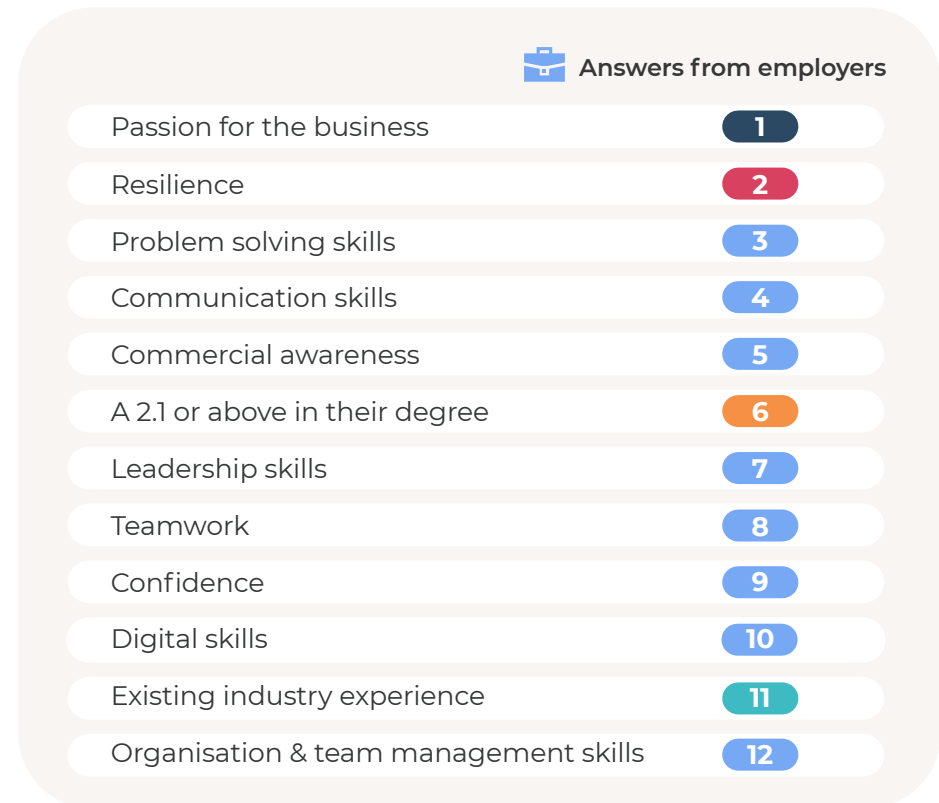 Answers from employers
Passion for the business 1
Resilience 2
Problem solving skills 3
Communication skills 4
Commercial awareness 5
A 2.1 or above in their degree 6
Leadership skills 7
Teamwork 8
Confidence 9
Digital skills 10
Existing industry experience 11
Organisation & team management skills 12